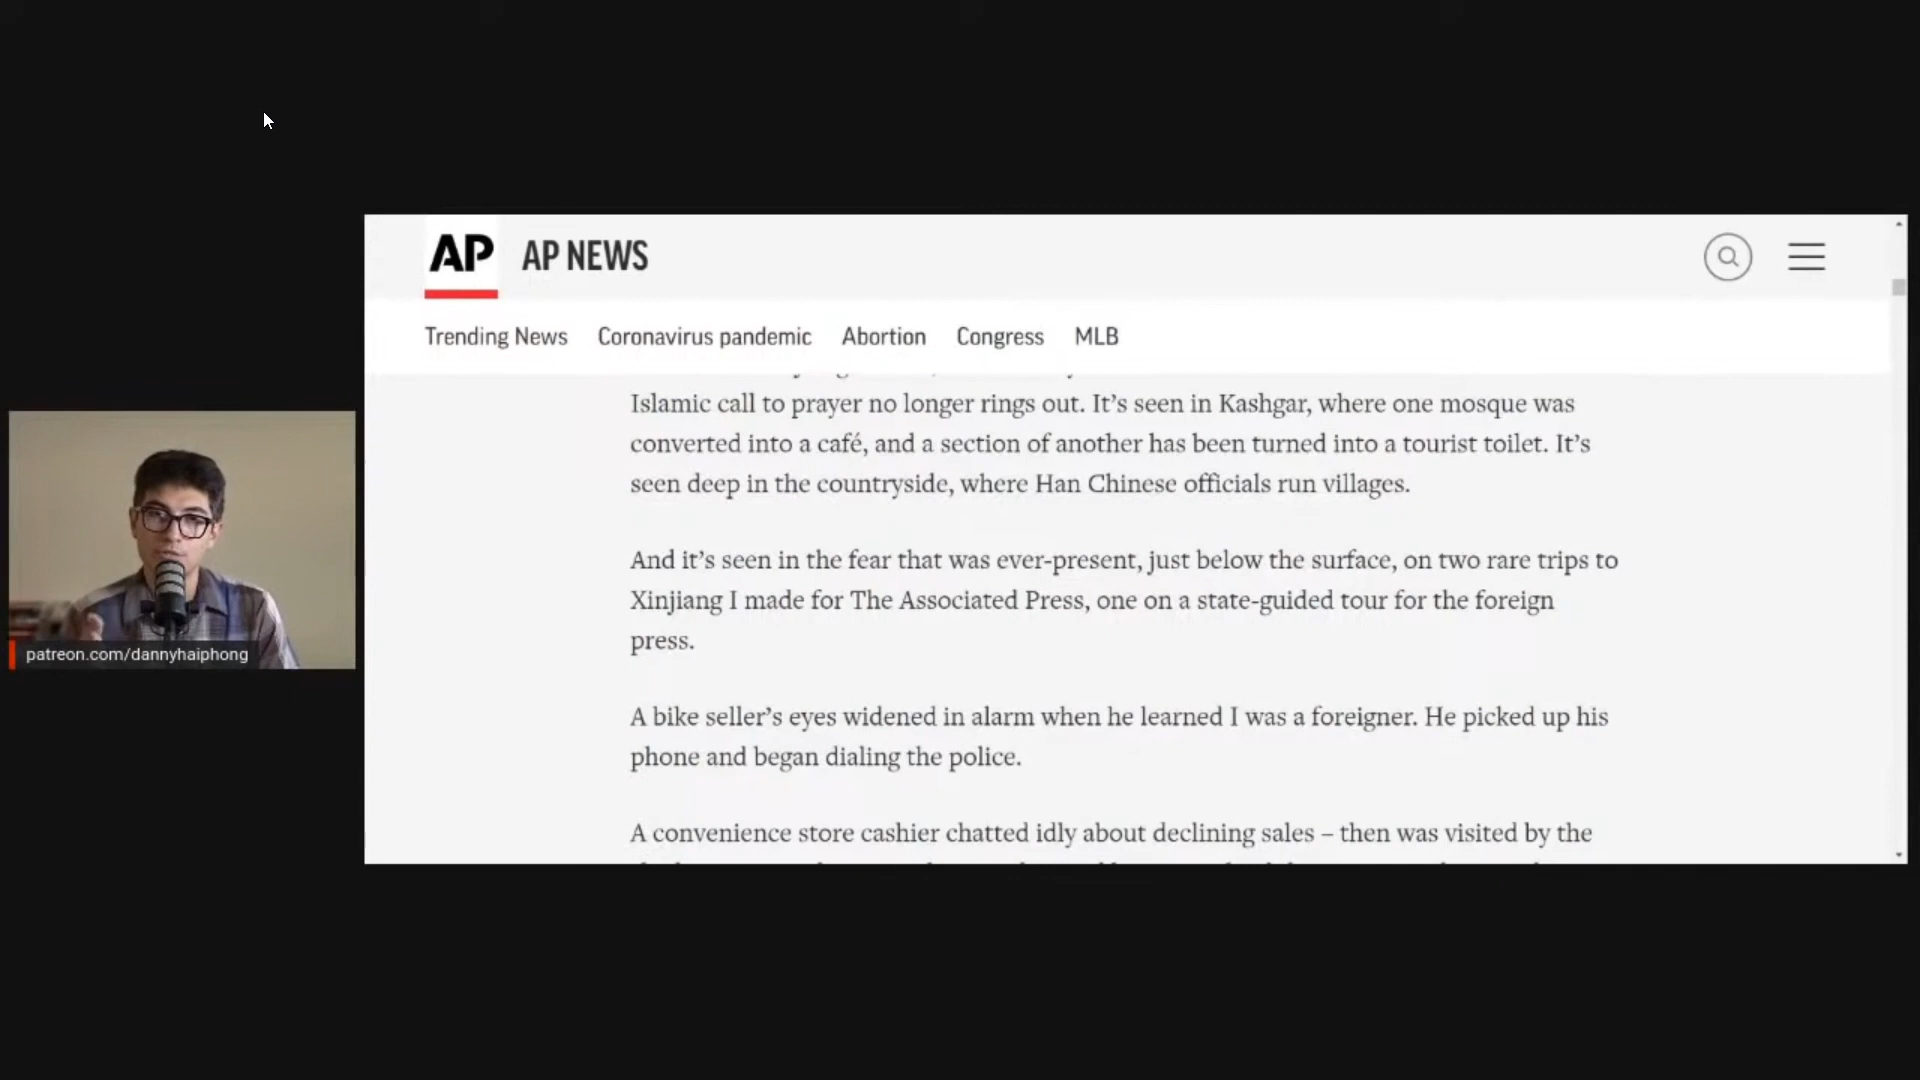 AP AP NEWS
Trending News Coronavirus pandemic Abortion Congress MLB
Islamic call to prayer no longer rings out. It’s seen in Kashgar, where one mosque was
converted into a café, and a section of another has been turned into a tourist toilet. It’s
seen deep in the countryside, where Han Chinese officials run villages.
And it’s seen in the fear that was ever-present, just below the surface, on two rare trips to
Xinjiang I made for The Associated Press, one on a state-guided tour for the foreign
press.
A bike seller’s eyes widened in alarm when he learned I was a foreigner. He picked up his
phone and began dialing the police.
A convenience store cashier chatted idly about declining sales – then was visited by the
patreon.com/dannyhaiphong